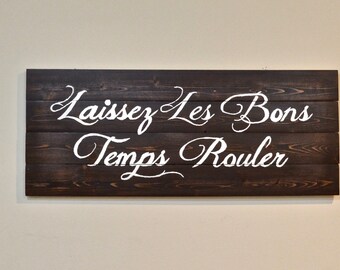 Laissez Les Bons
Temps Rouler